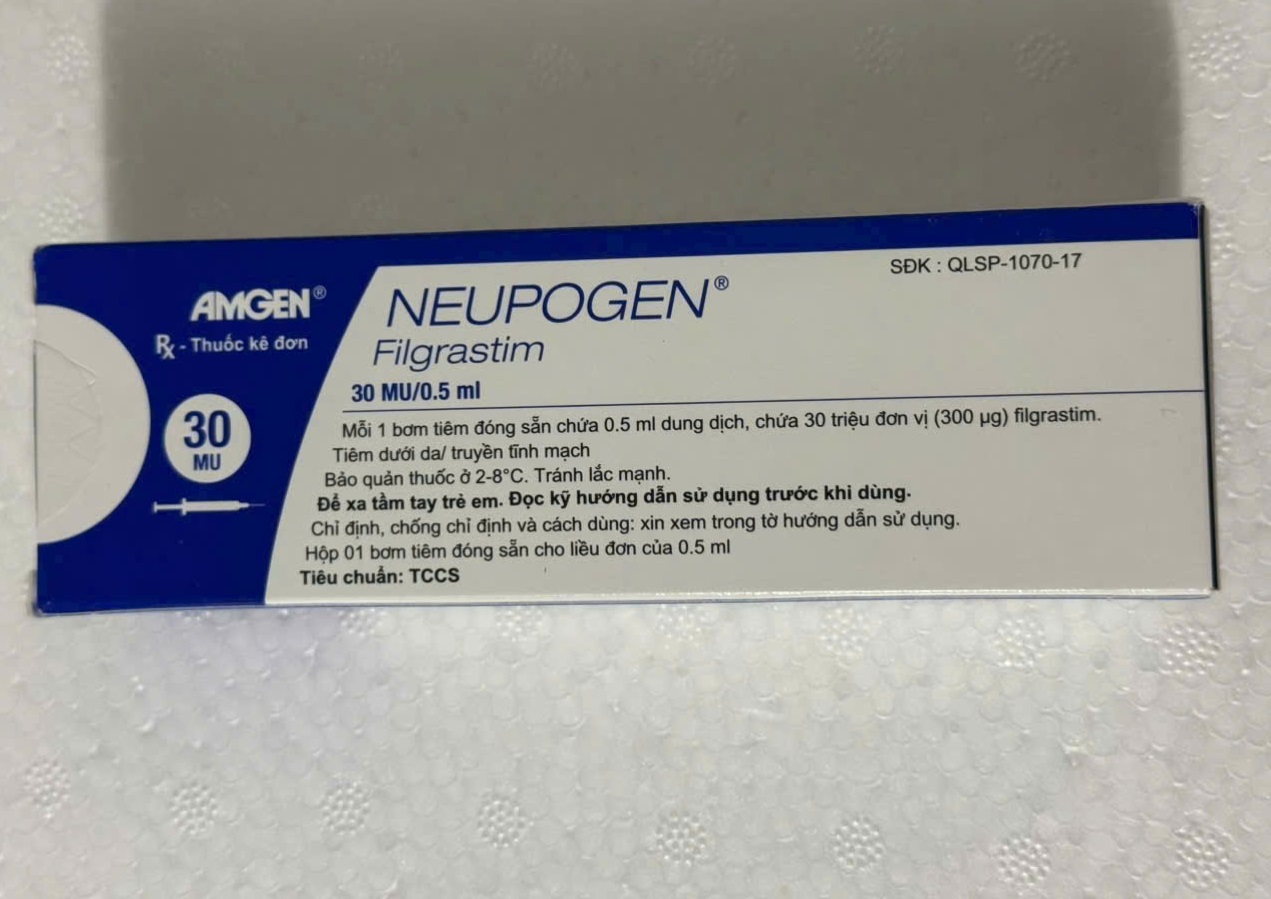 AMGEN®
Rx - Thuốc kê đơn
30
MU
NEUPOGEN®
Filgrastim
30 MU/0.5 ml
SĐK : QLSP-1070-17
Mỗi 1 bơm tiêm đóng sẵn chứa 0.5 ml dung dịch, chứa 30 triệu đơn vị (300 µg) filgrastim.
Tiêm dưới da/ truyền tĩnh mạch
Bảo quản thuốc ở 2-8°C. Tránh lắc mạnh.
Để xa tầm tay trẻ em. Đọc kỹ hướng dẫn sử dụng trước khi dùng.
Chỉ định, chống chỉ định và cách dùng: xin xem trong tờ hướng dẫn sử dụng.
Hộp 01 bơm tiêm đóng sẵn cho liều đơn của 0.5 ml
Tiêu chuẩn: TCCS